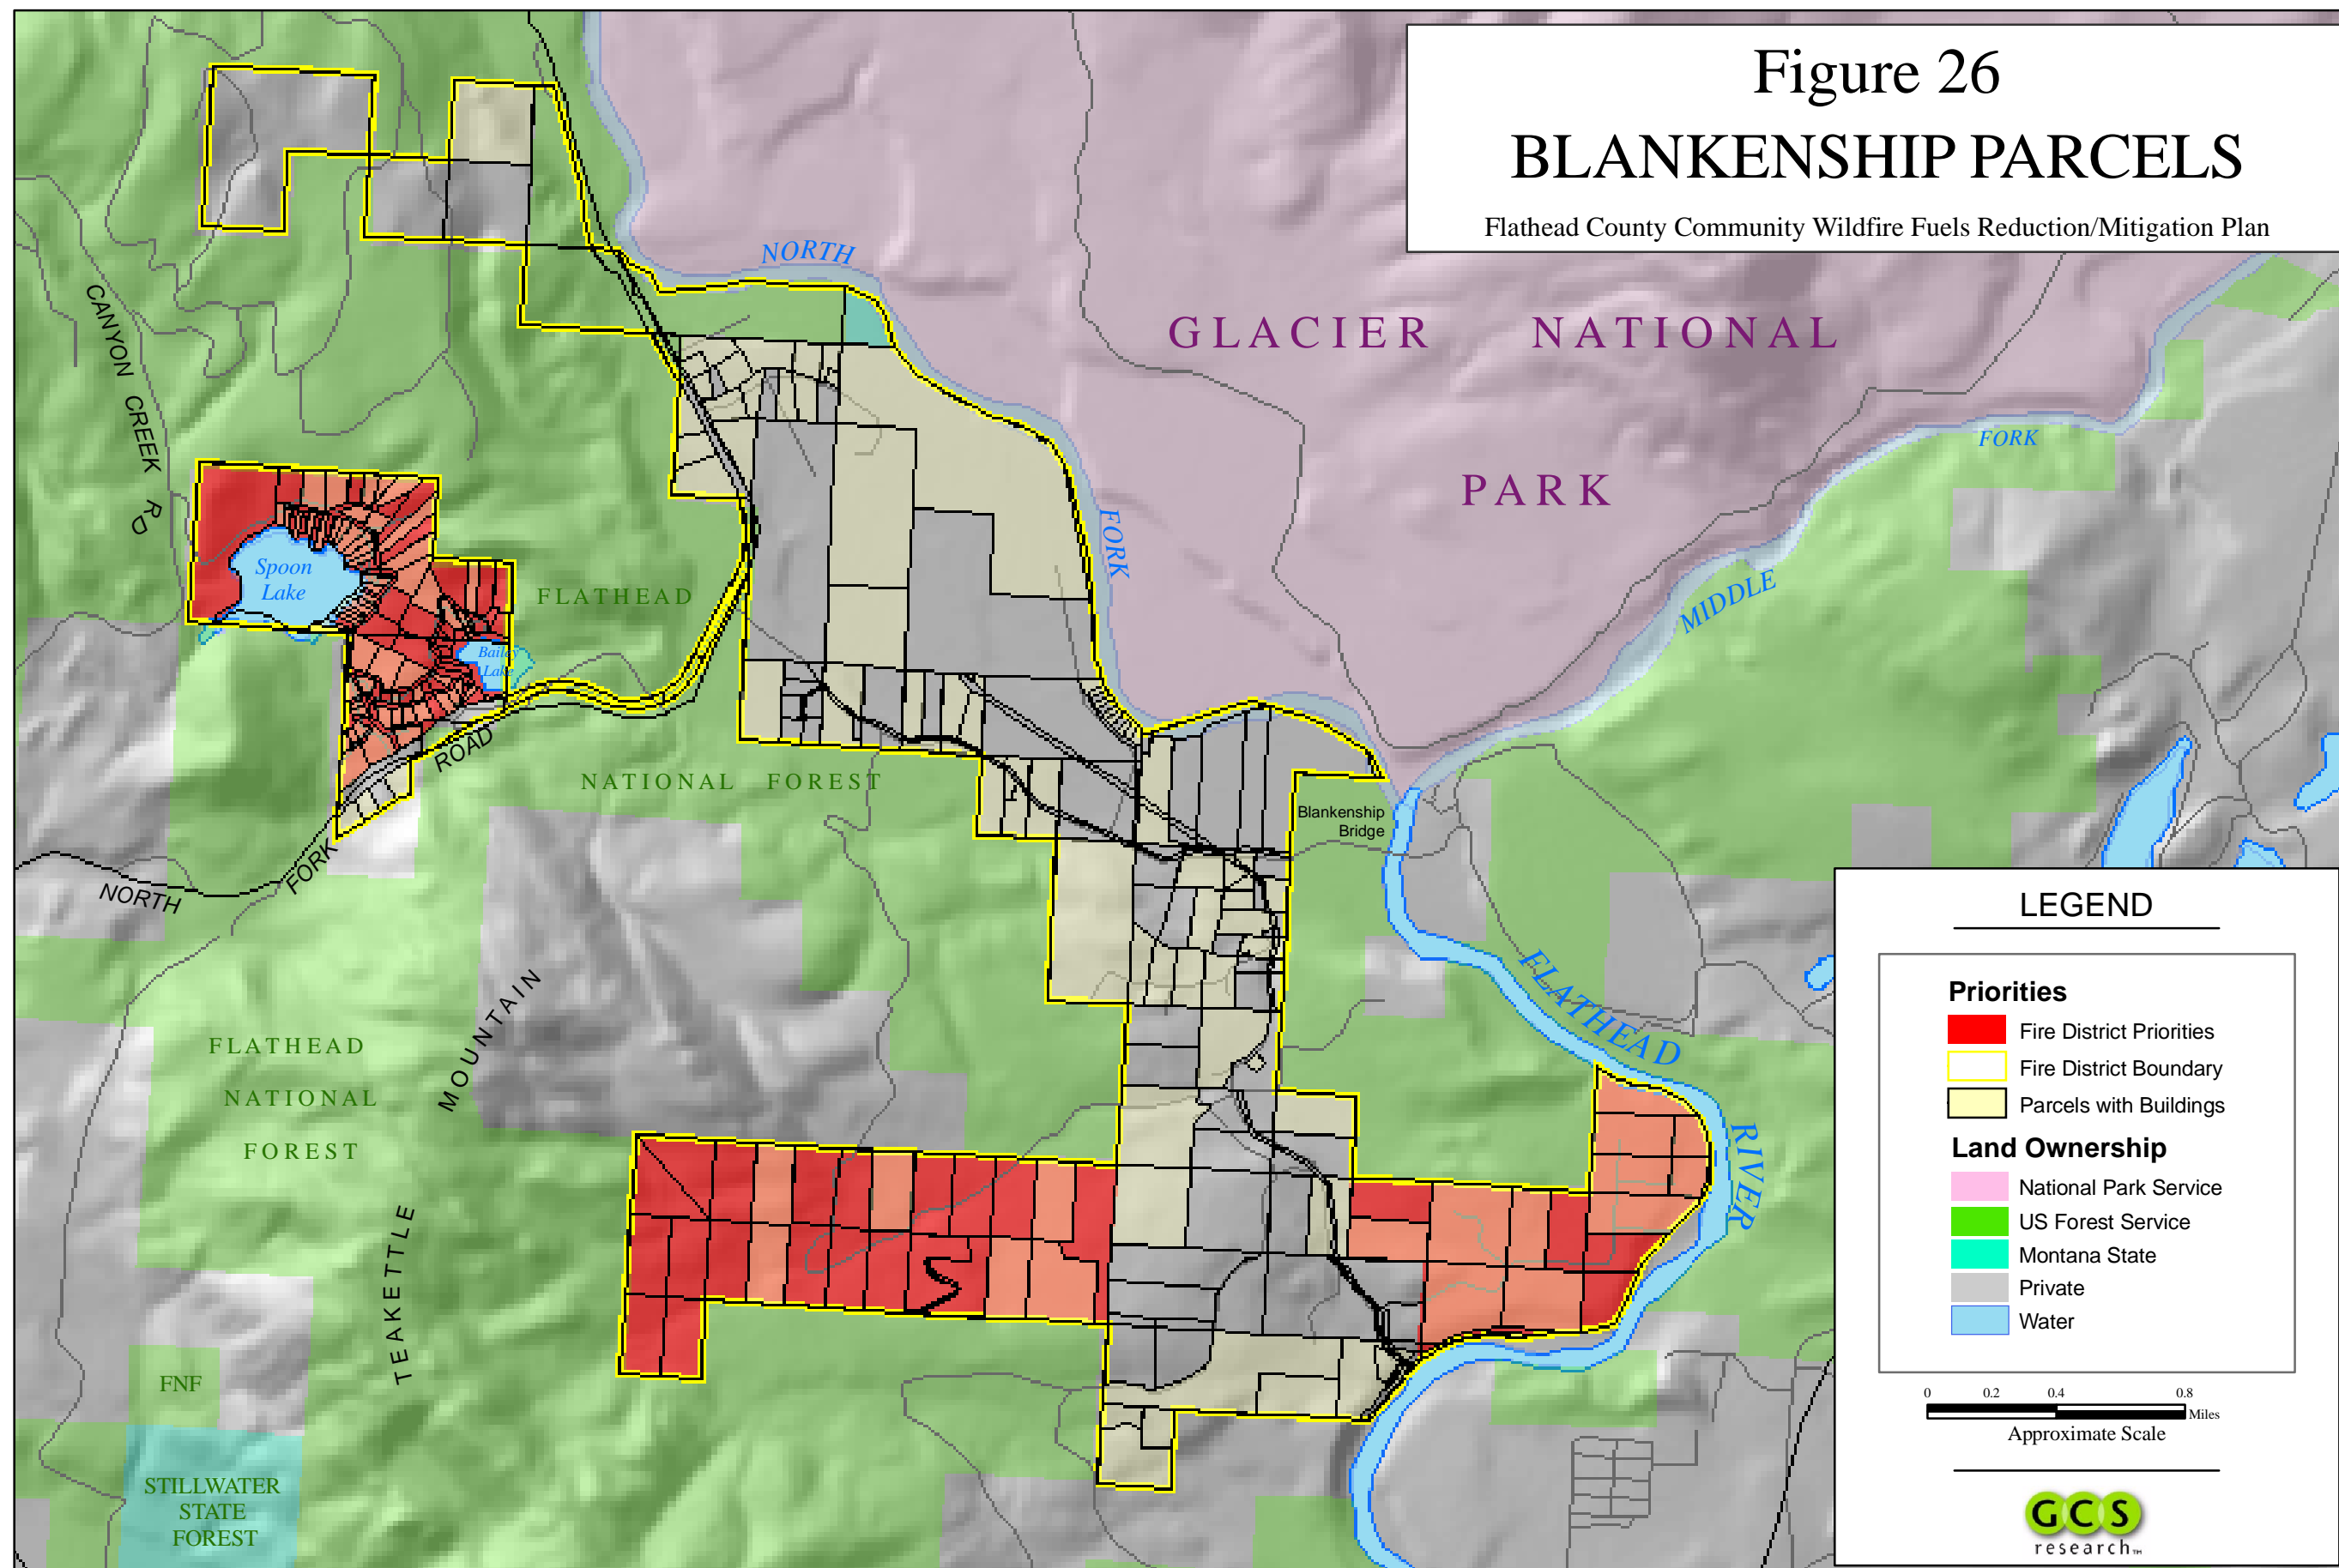 Figure 26
BLANKENSHIP PARCELS
Flathead County Community Wildfire Fuels Reduction/Mitigation Plan
NORTH
FORK
GLACIER NATIONAL
PARK
FORK
MIDDLE
CANYON CREEK RD
Spoon
Lake
Bailey
Lake
FLATHEAD
NATIONAL FOREST
NORTH FORK ROAD
Blankenship
Bridge
FLATHEAD RIVER
FLATHEAD
NATIONAL
FOREST
TEAKETTLE MOUNTAIN
FNF
STILLWATER
STATE
FOREST
LEGEND
Priorities
Fire District Priorities
Fire District Boundary
Parcels with Buildings
Land Ownership
National Park Service
US Forest Service
Montana State
Private
Water
0 0.2 0.4 0.8
Miles
Approximate Scale
GCS
research™